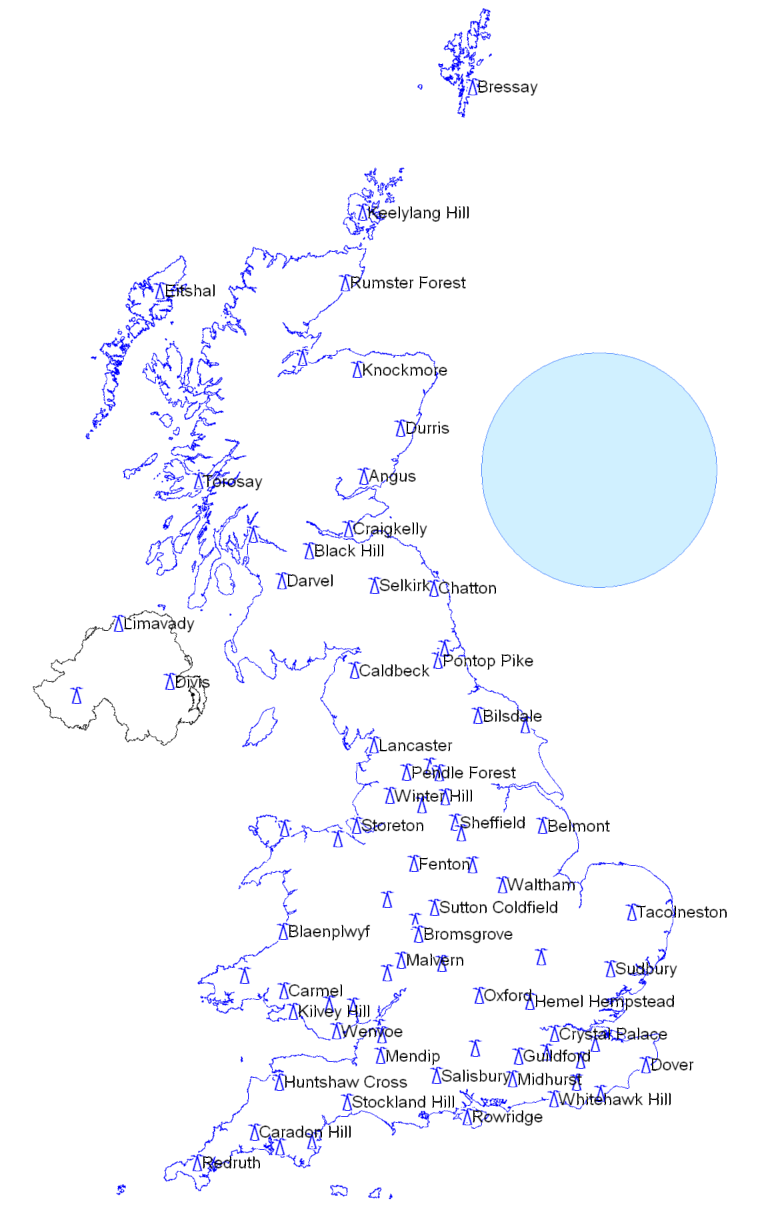 Bressay
Keelylang Hill
Rumster Forest
Eitshal
Knockmore
Durris
Angus
Torosay
Craigkelly
Black Hill
Darvel
Selkirk
Chatton
Limavady
Pontop Pike
Caldbeck
Divis
Bilsdale
Lancaster
Pendle Forest
Winter Hill
Storeton
Sheffield
Belmont
Fenton
Waltham
Sutton Coldfield
Tacolneston
Blaenplwyf
Bromsgrove
Malvern
Sudbury
Carmel
Oxford
Hemel Hempstead
Kilvey Hill
Wenvoe
Crystal Palace
Mendip
Guildford
Dover
Huntshaw Cross
Salisbury
Midhurst
Stockland Hill
Whitehawk Hill
Rowridge
Caradon Hill
Redruth